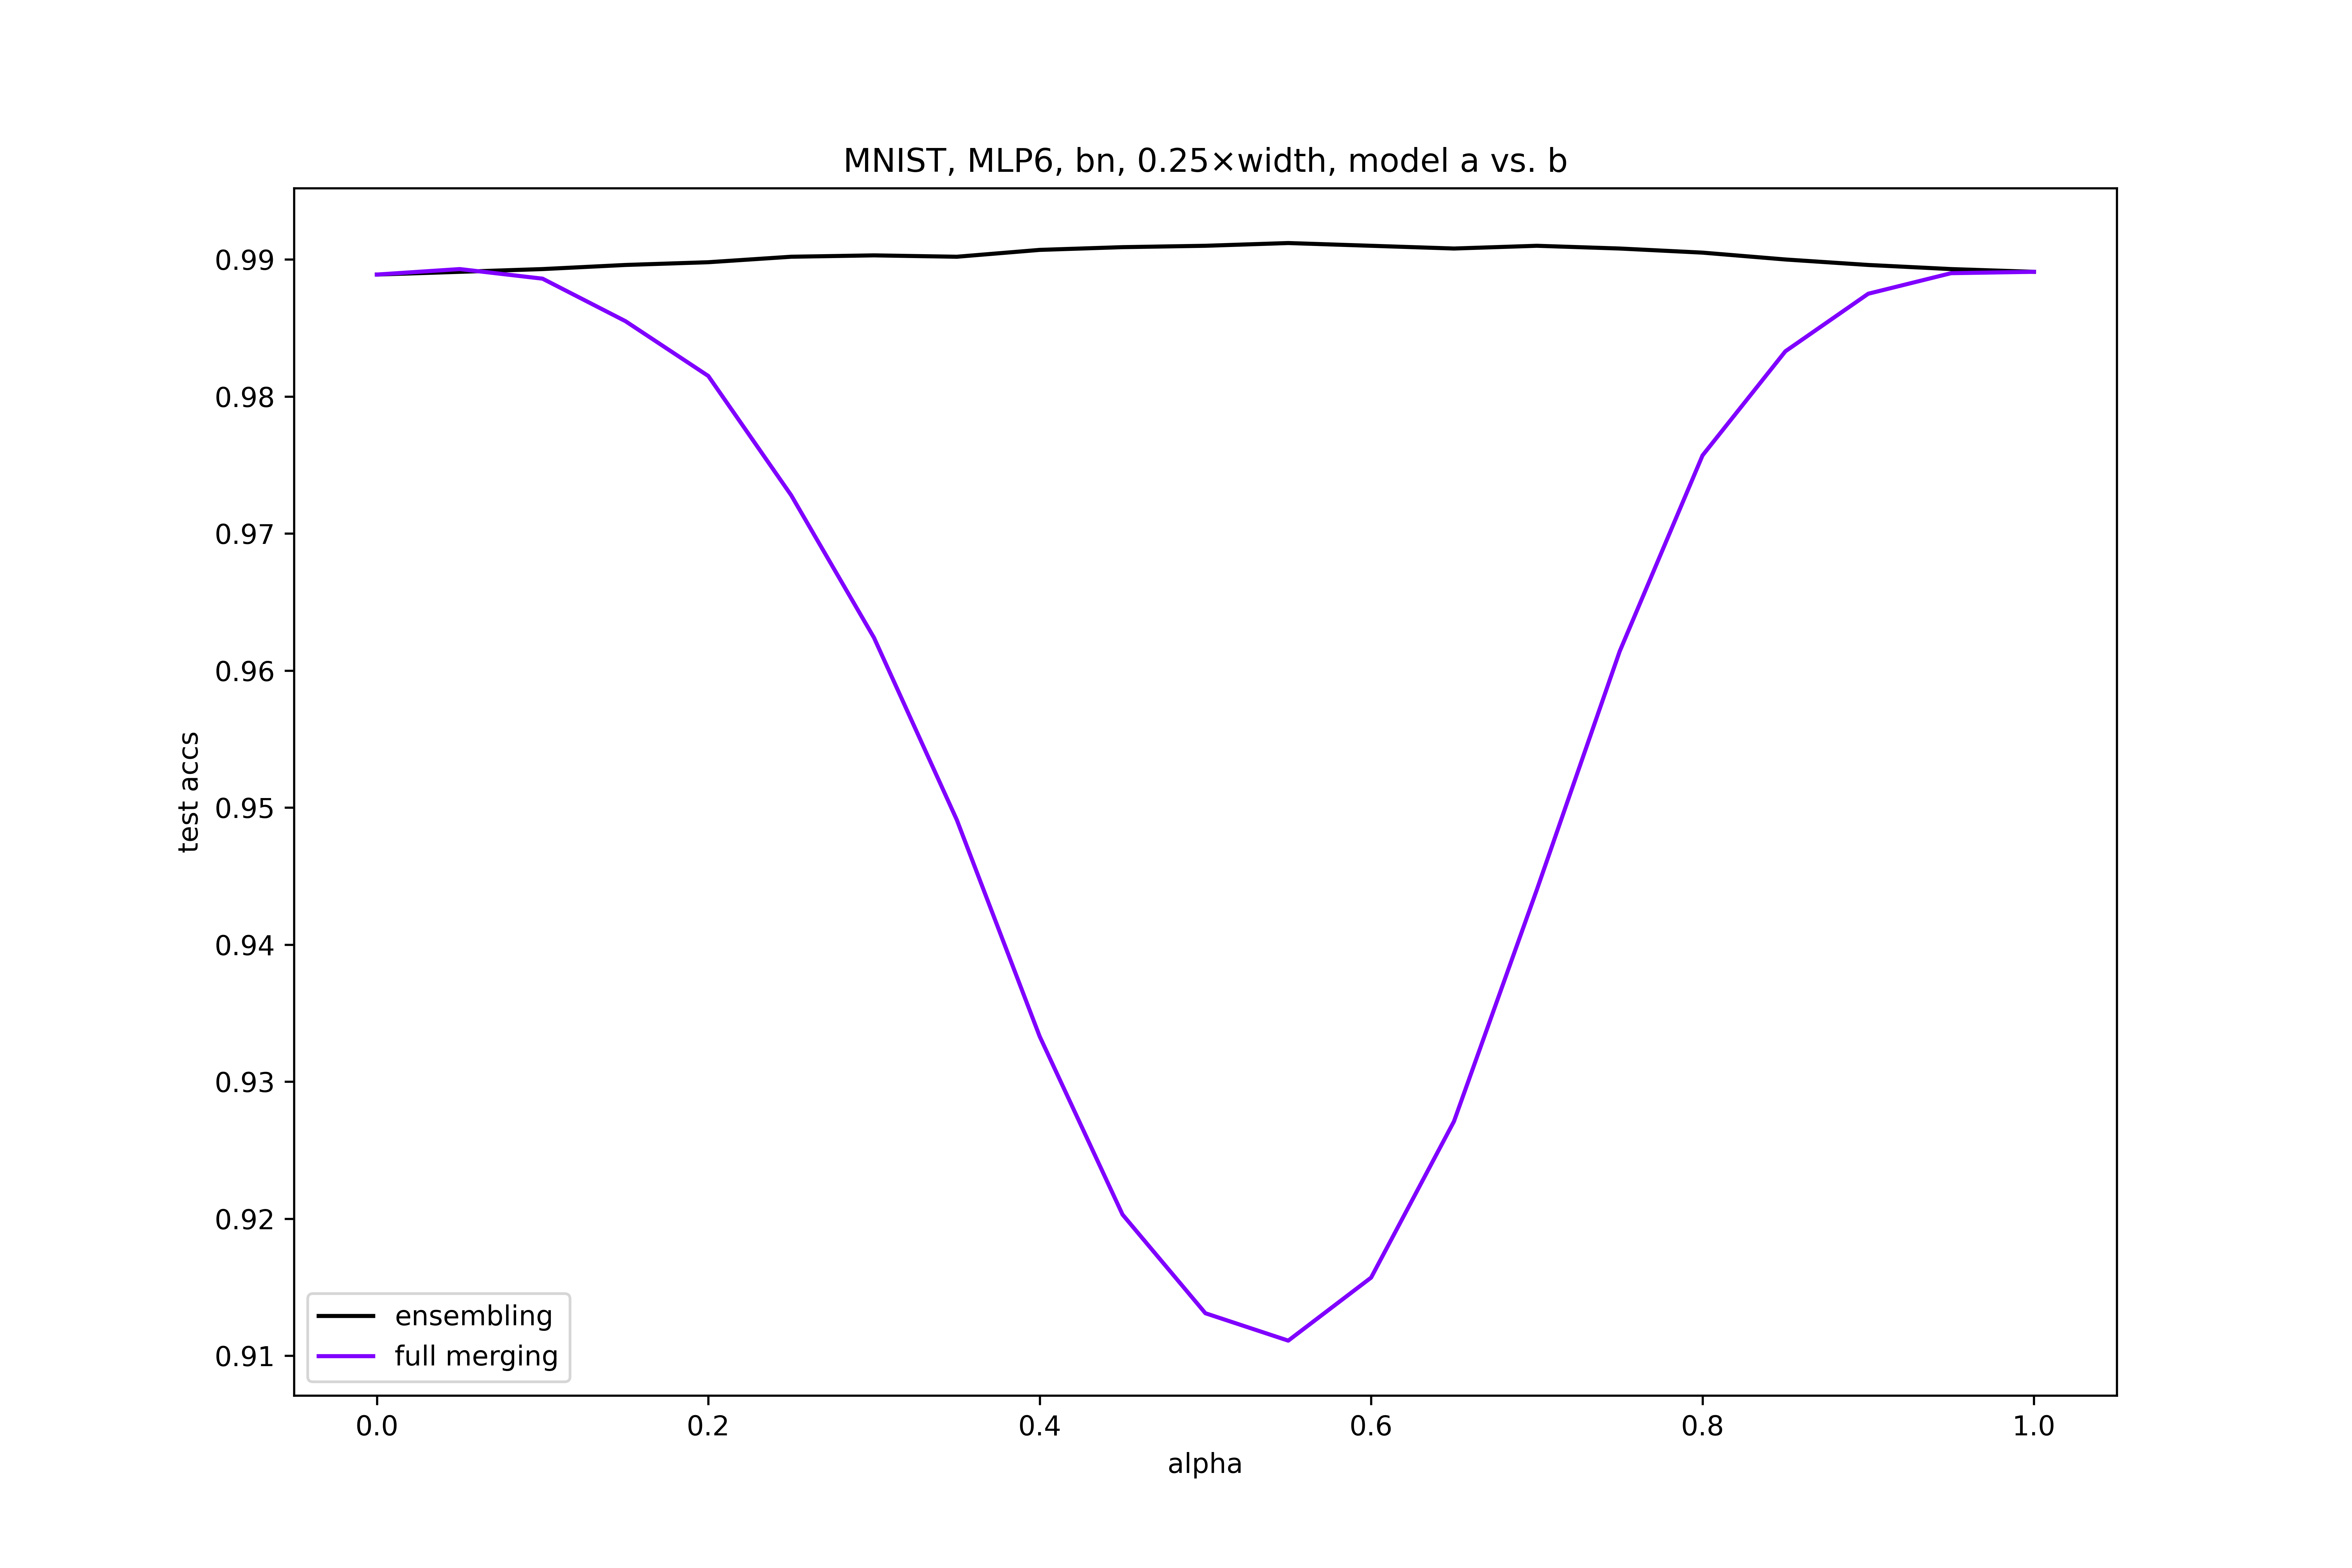 MNIST, MLP6, bn, 0.25×width, model a vs. b
0.99
0.98
0.97
0.96
0.95
0.94
0.93
0.92
0.91
test accs
ensembling
full merging
0.0 0.2 0.4 0.6 0.8 1.0
alpha